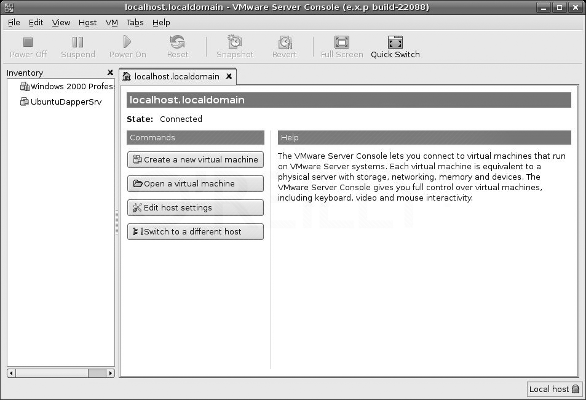 localhost.localdomain - VMware Server Console (e.x.p build-22088)
File Edit View Host VM Tabs Help
Power Off Suspend Power On Reset Snapshot Revert Full Screen Quick Switch
Inventory
Windows 2000 Profes
UbuntuDapperSrv
localhost.localdomain
localhost.localdomain
State: Connected
Commands
Create a new virtual machine
Open a virtual machine
Edit host settings
Switch to a different host
Help
The VMware Server Console lets you connect to virtual machines that run
on VMware Server systems. Each virtual machine is equivalent to a
physical server with storage, networking, memory and devices. The
VMware Server Console gives you full control over virtual machines,
including keyboard, video and mouse interactivity.
Local host